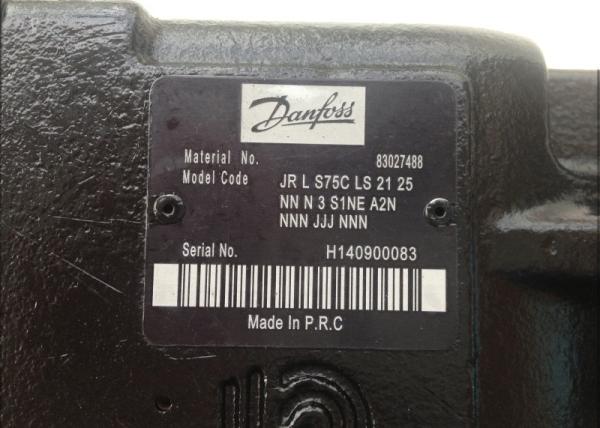 Danfoss
Material No. 83027488
Model Code JR L S75C LS 21 25
NN N 3 S1NE A2N
NNN JJJ NNN
Serial No. H140900083
Made In P.R.C